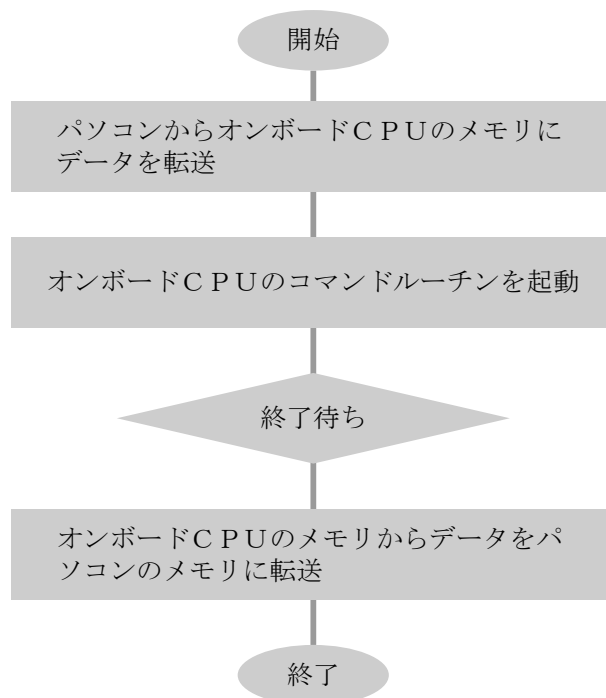 開始
パソコンからオンボードＣＰＵのメモリに
データを転送
オンボードＣＰＵのコマンドルーチンを起動
終了待ち
オンボードＣＰＵのメモリからデータをパ
ソコンのメモリに転送
終了